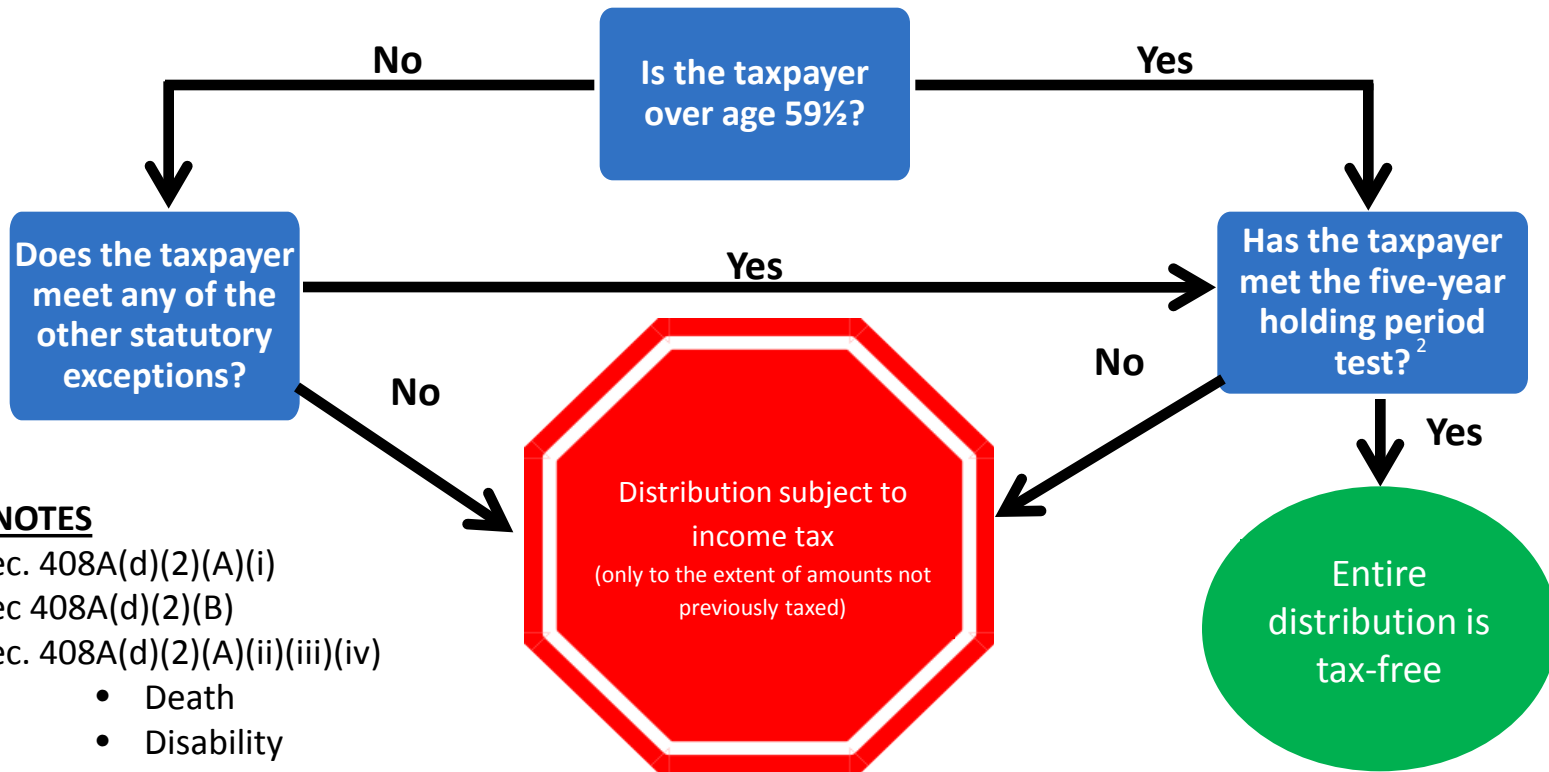 No
Is the taxpayer
over age 59½?
Yes
Does the taxpayer
meet any of the
other statutory
exceptions?
Yes
Has the taxpayer
met the five-year
holding period
test? 2
No
No
Yes
Distribution subject to
income tax
(only to the extent of amounts not
previously taxed)
Entire
distribution is
tax-free
NOTES
ec. 408A(d)(2)(A)(i)
ec 408A(d)(2)(B)
ec. 408A(d)(2)(A)(ii)(iii)(iv)
• Death
• Disability